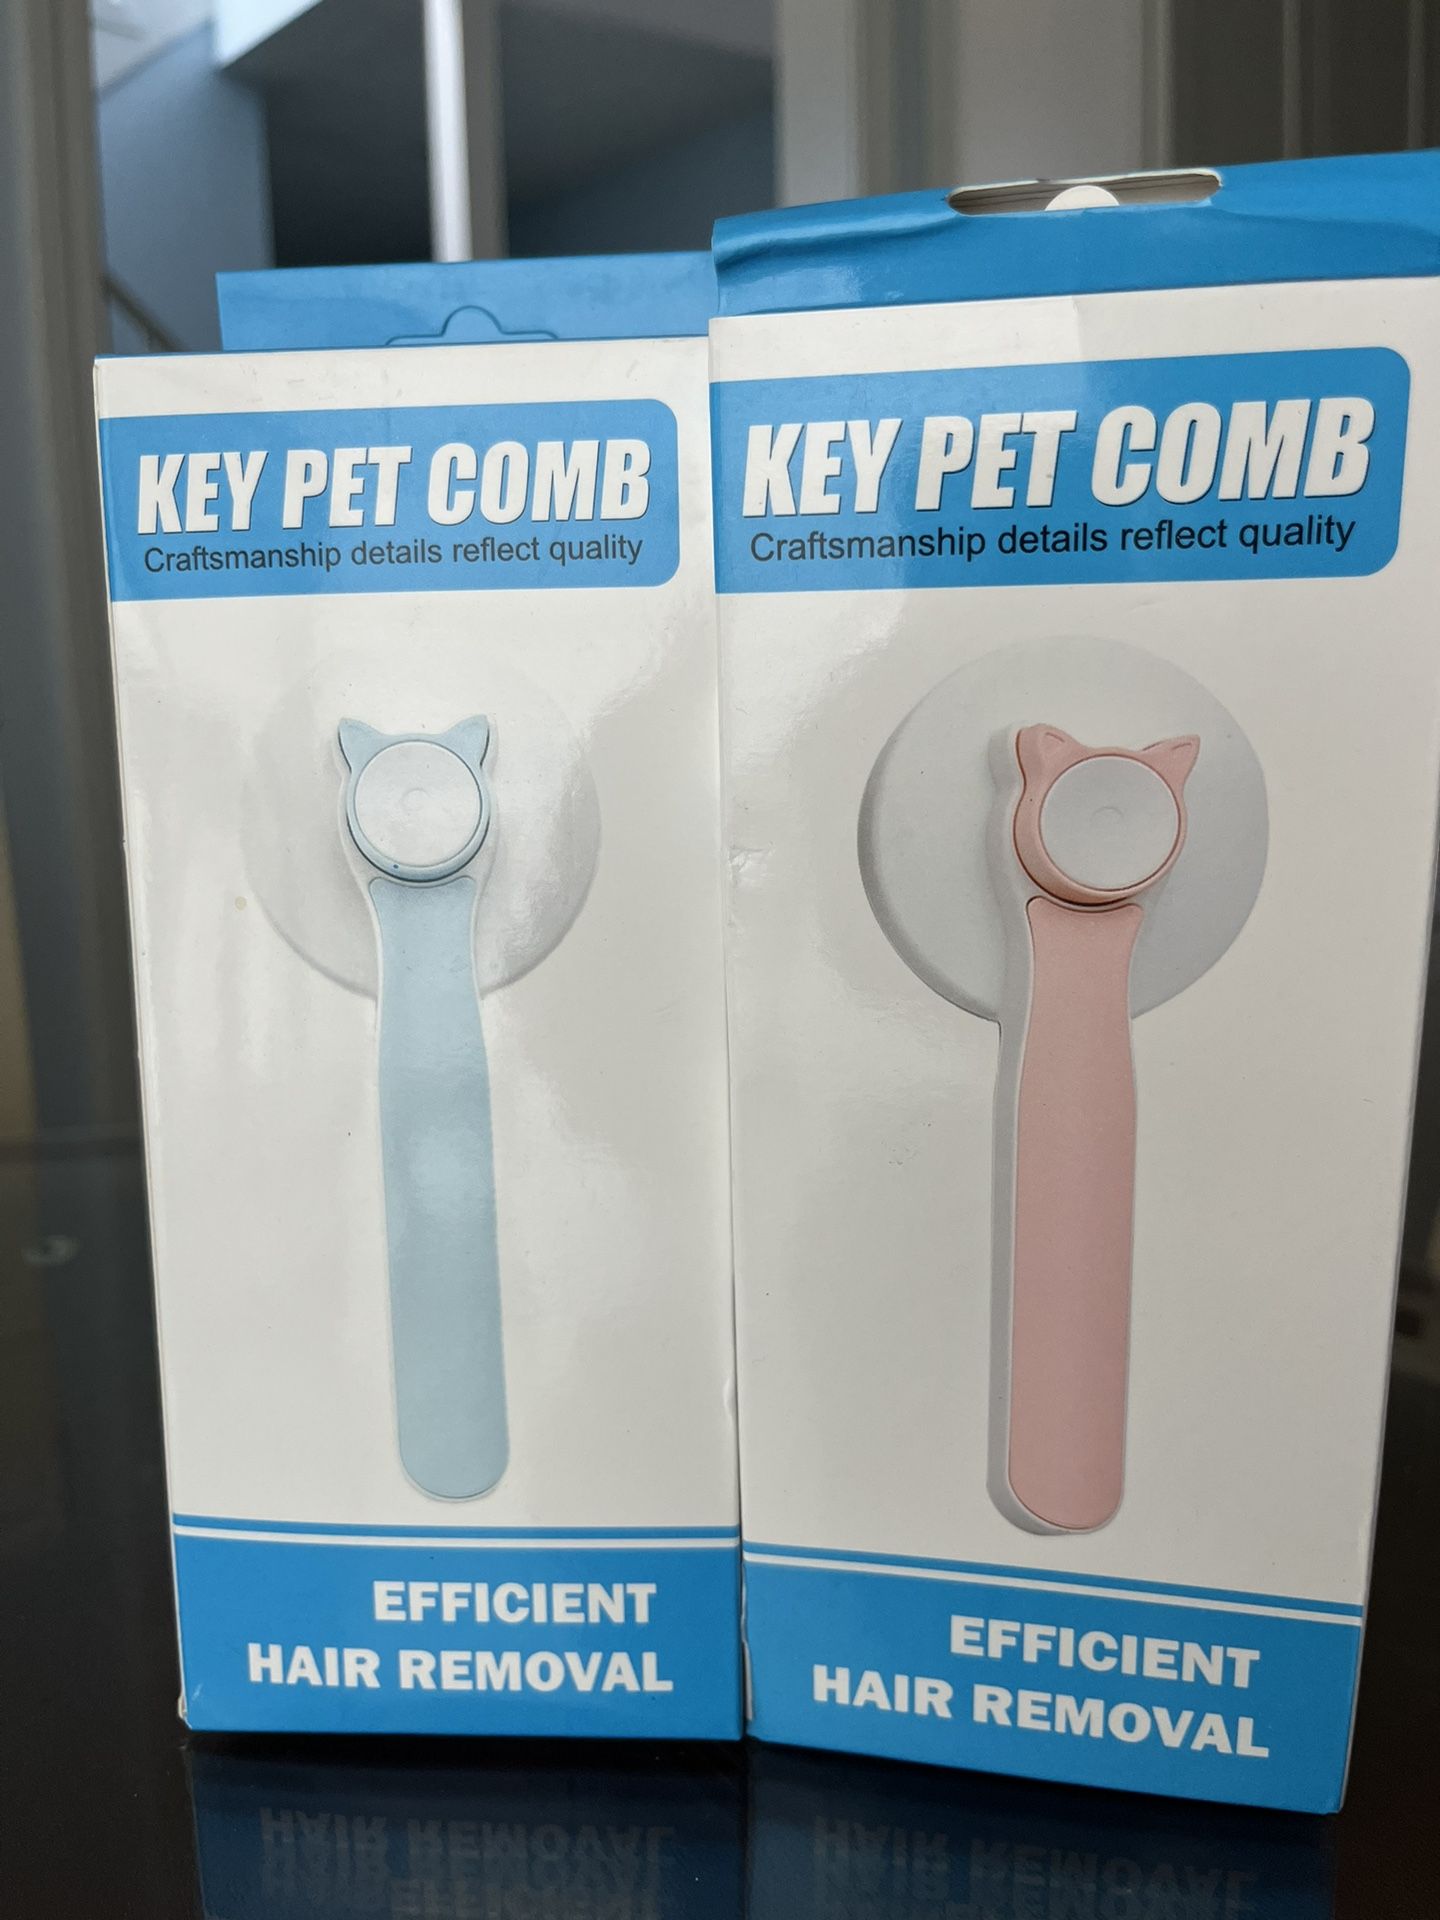 KEY PET COMB
Craftsmanship details reflect quality
EFFICIENT
HAIR REMOVAL
KEY PET COMB
Craftsmanship details reflect quality
EFFICIENT
HAIR REMOVAL